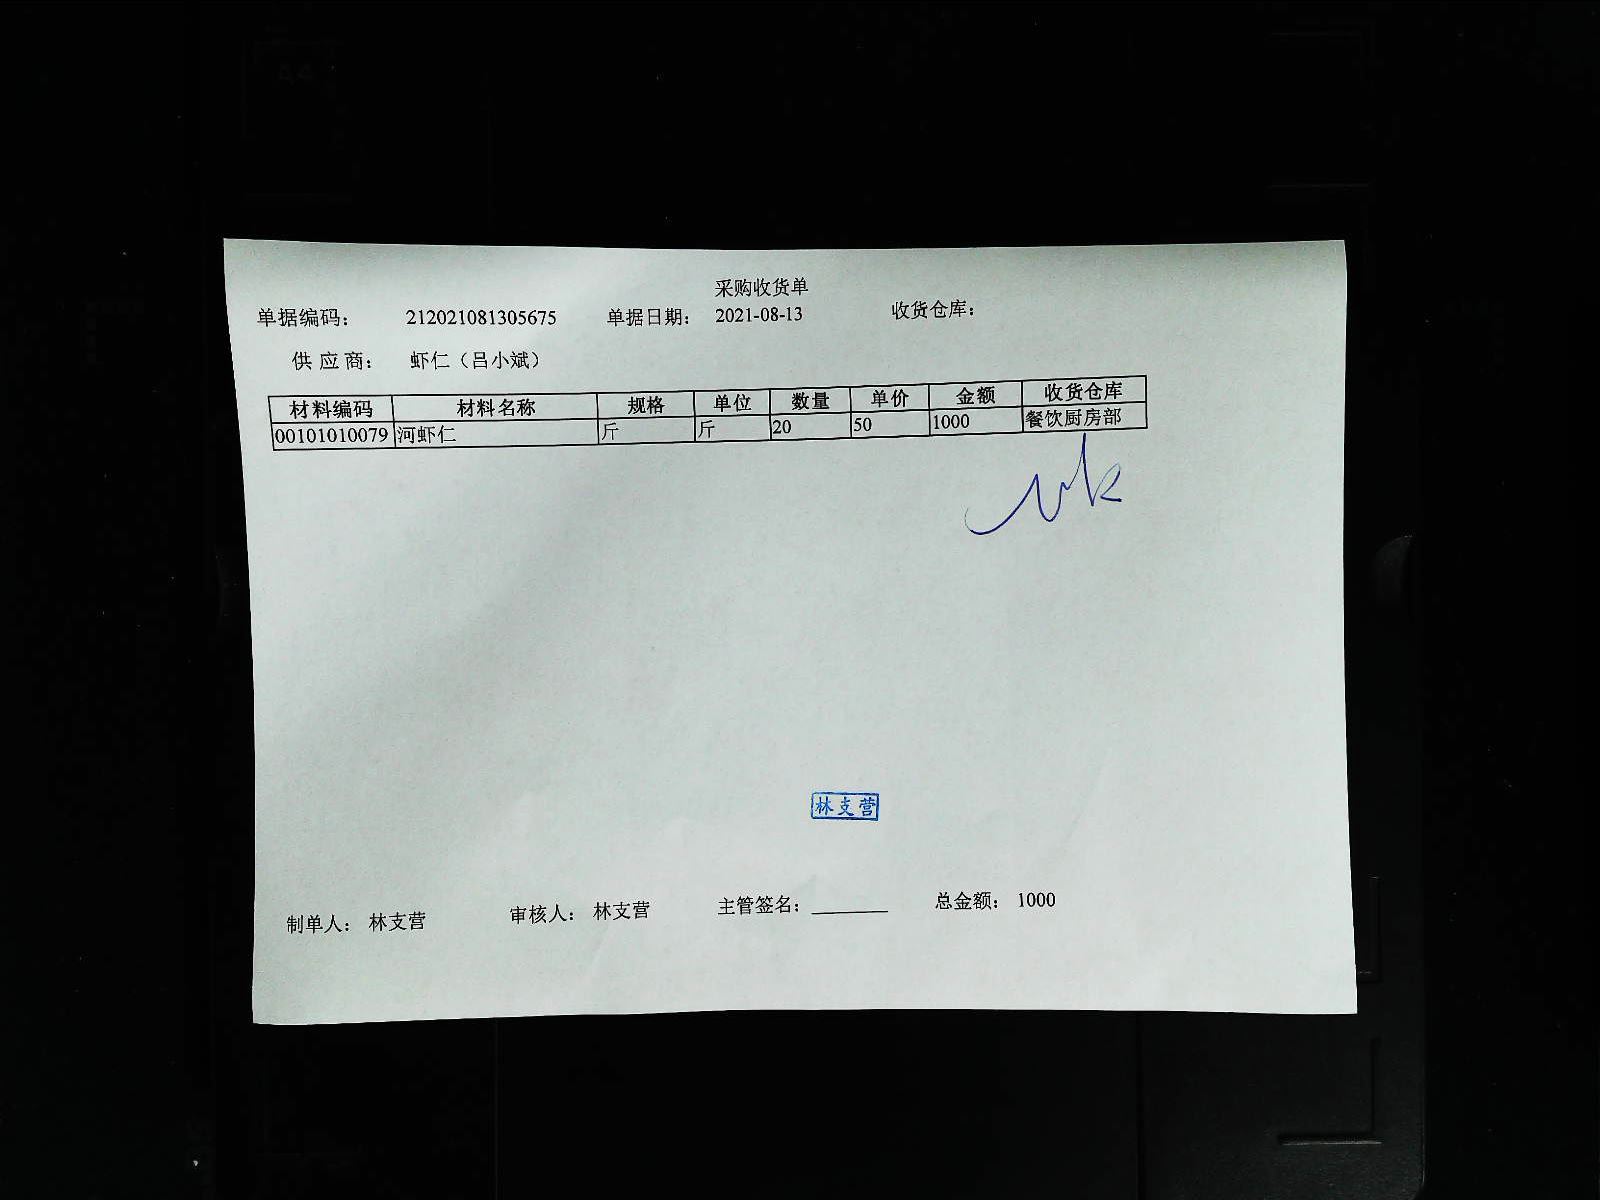 采购收货单
单据编码： 212021081305675 单据日期： 2021-08-13 收货仓库：
供 应 商： 虾仁（吕小斌）
材料编码 材料名称 规格 单位 数量 单价 金额 收货仓库
00101010079 河虾仁 斤 斤 20 50 1000 餐饮厨房部
林支营
制单人： 林支营 审核人： 林支营 主管签名：________ 总金额： 1000